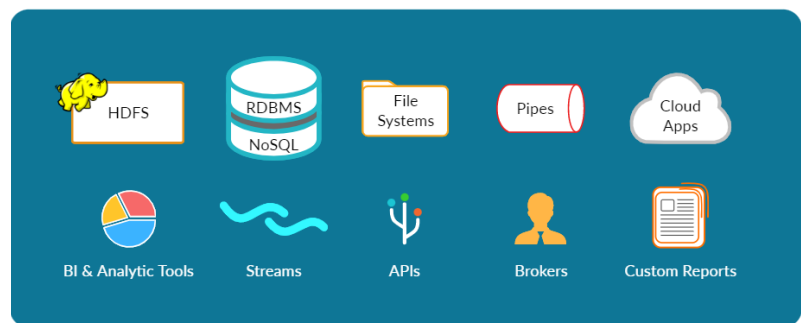 HDFS
RDBMS
NoSQL
File
Systems
Pipes
Cloud
Apps
BI & Analytic Tools
Streams
APIs
Brokers
Custom Reports